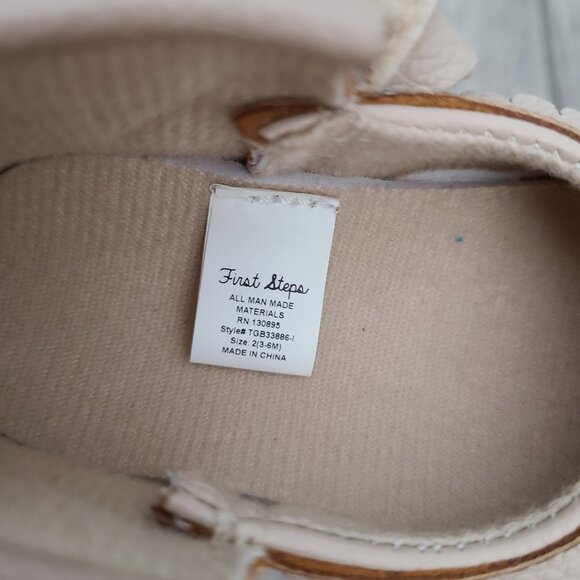 First Steps
ALL MAN MADE
MATERIALS
RN 130895
Style# TGB33886-I
Size: 2(3-6M)
MADE IN CHINA